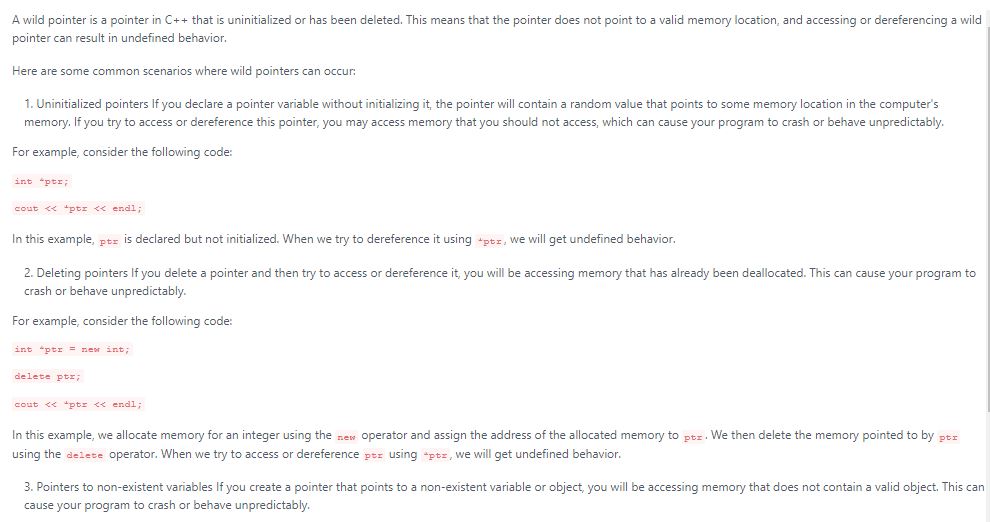 A wild pointer is a pointer in C++ that is uninitialized or has been deleted. This means that the pointer does not point to a valid memory location, and accessing or dereferencing a wild
pointer can result in undefined behavior.
Here are some common scenarios where wild pointers can occur:
1. Uninitialized pointers If you declare a pointer variable without initializing it, the pointer will contain a random value that points to some memory location in the computer's
memory. If you try to access or dereference this pointer, you may access memory that you should not access, which can cause your program to crash or behave unpredictably.
For example, consider the following code:
int *ptr;
cout << *ptr << endl;
In this example, ptr is declared but not initialized. When we try to dereference it using *ptr, we will get undefined behavior.
2. Deleting pointers If you delete a pointer and then try to access or dereference it, you will be accessing memory that has already been deallocated. This can cause your program to
crash or behave unpredictably.
For example, consider the following code:
int *ptr = new int;
delete ptr;
cout << *ptr << endl;
In this example, we allocate memory for an integer using the new operator and assign the address of the allocated memory to ptr. We then delete the memory pointed to by ptr
using the delete operator. When we try to access or dereference ptr using *ptr, we will get undefined behavior.
3. Pointers to non-existent variables If you create a pointer that points to a non-existent variable or object, you will be accessing memory that does not contain a valid object. This can
cause your program to crash or behave unpredictably.